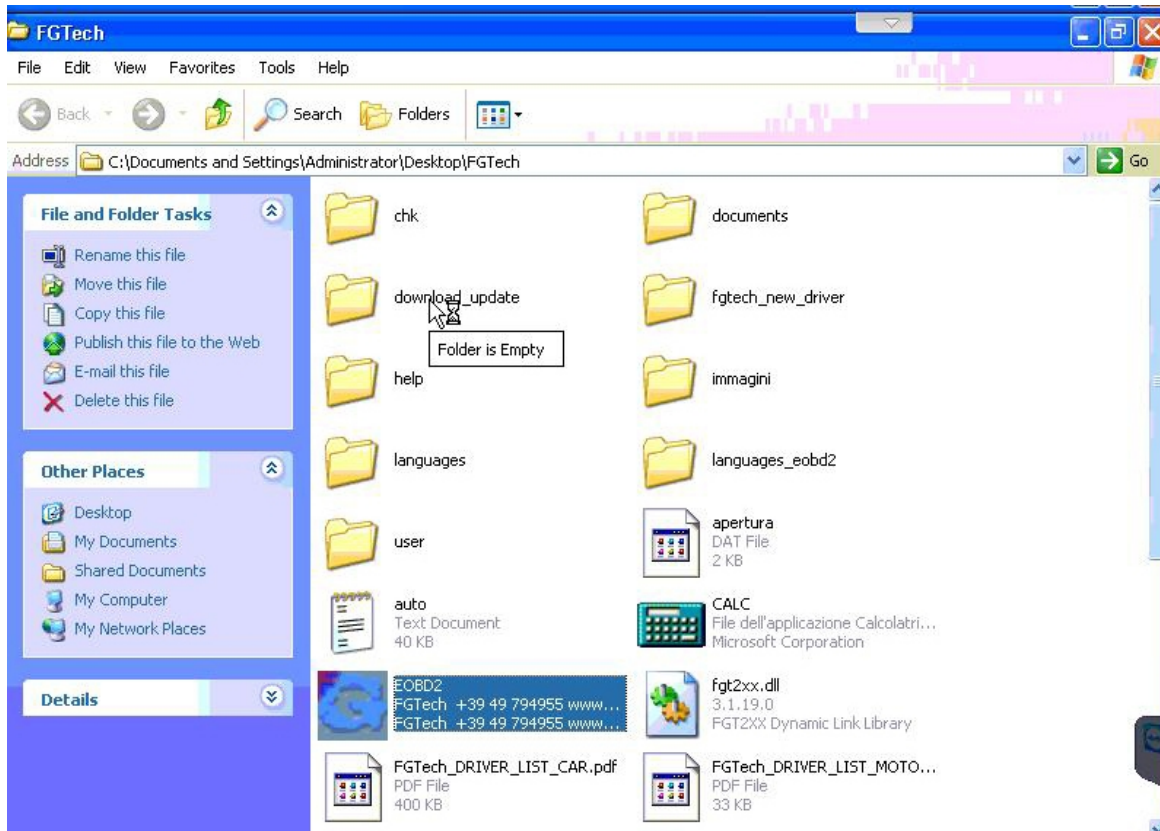 FGTech
File Edit View Favorites Tools Help
Back Search Folders
Address C:\Documents and Settings\Administrator\Desktop\FGTech Go
File and Folder Tasks
Rename this file
Move this file
Copy this file
Publish this file to the Web
E-mail this file
Delete this file
Other Places
Desktop
My Documents
Shared Documents
My Computer
My Network Places
Details
chk
documents
download_update
fgtech_new_driver
Folder is Empty
help
immagini
languages
languages_eobd2
user
apertura
DAT File
2 KB
auto
Text Document
40 KB
CALC
File dell'applicazione Calcolatri...
Microsoft Corporation
EOBD2
FGTech +39 49 794955 www...
FGTech +39 49 794955 www...
fgt2xx.dll
3.1.19.0
FGT2XX Dynamic Link Library
FGTech_DRIVER_LIST_CAR.pdf
PDF File
400 KB
FGTech_DRIVER_LIST_MOTO...
PDF File
33 KB